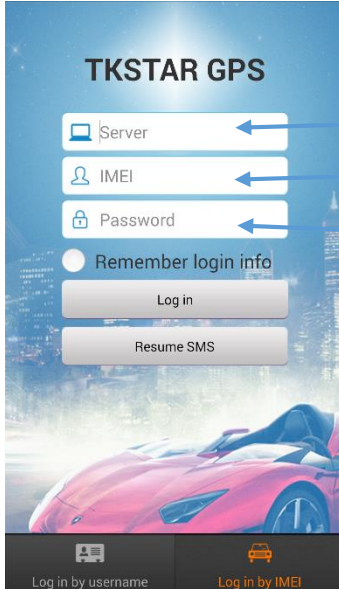 TKSTAR GPS
Server
IMEI
Password
Remember login info
Log in
Resume SMS
Log in by username
Log in by IMEI